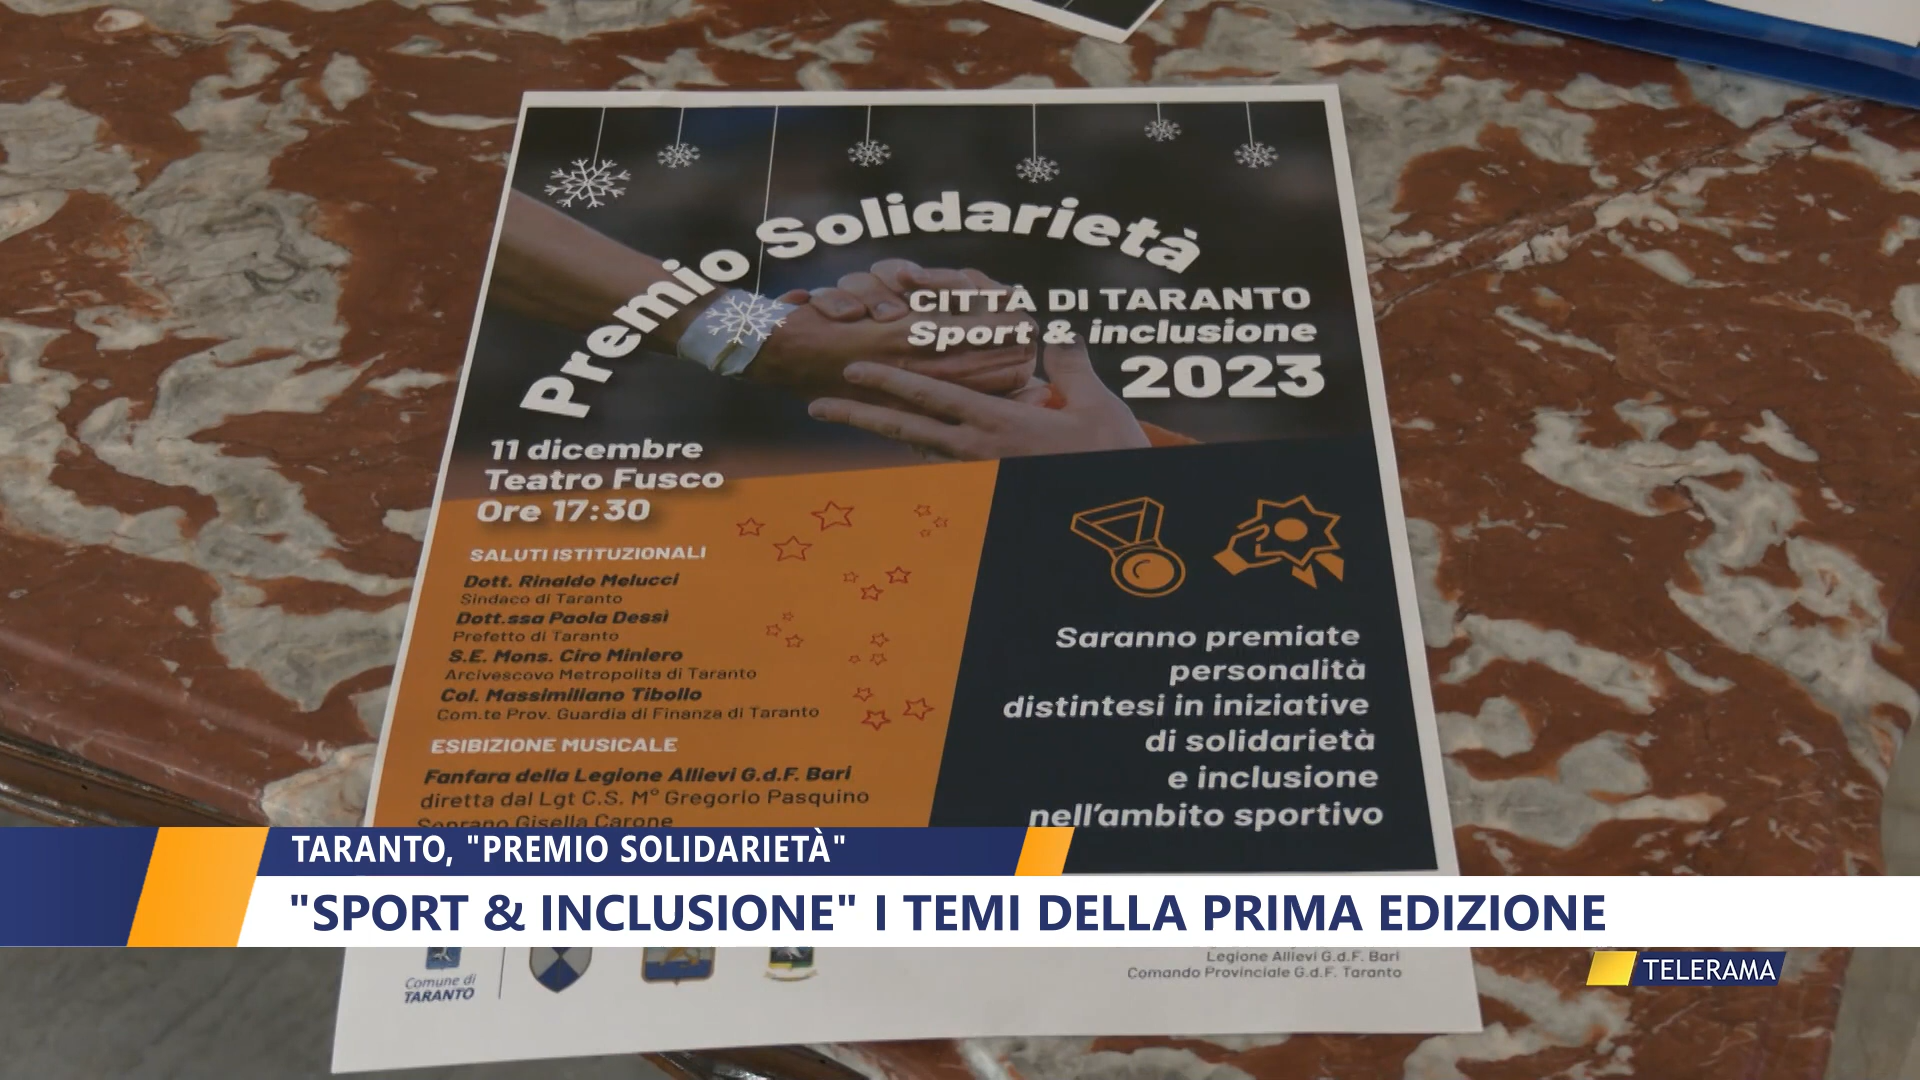 Premio Solidarietà
CITTÀ DI TARANTO
Sport & inclusione
2023
11 dicembre
Teatro Fusco
Ore 17:30
SALUTI ISTITUZIONALI
Dott. Rinaldo Melucci
Sindaco di Taranto
Dott.ssa Paola Dessì
Prefetto di Taranto
S.E. Mons. Ciro Miniero
Arcivescovo Metropolita di Taranto
Col. Massimiliano Tibollo
Com.te Prov. Guardia di Finanza di Taranto
ESIBIZIONE MUSICALE
Fanfara della Legione Allievi G.d.F. Bari
diretta dal Lgt C.S. M° Gregorio Pasquino
Soprano Gisella Carone
Saranno premiate
personalità
distintesi in iniziative
di solidarietà
e inclusione
nell'ambito sportivo
TARANTO, "PREMIO SOLIDARIETÀ"
"SPORT & INCLUSIONE" I TEMI DELLA PRIMA EDIZIONE
Comune di
TARANTO
Legione Allievi G.d.F. Bari
Comando Provinciale G.d.F. Taranto
TELERAMA